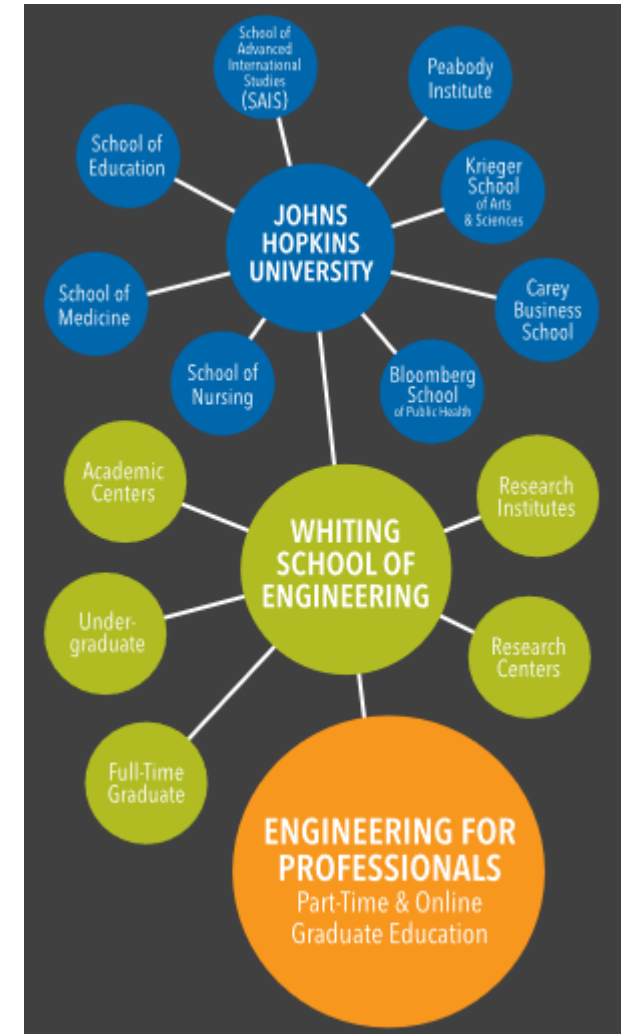 School of
Advanced
International
Studies
(SAIS)
Peabody
Institute
School of
Education
Krieger
School
of Arts
& Sciences
JOHNS
HOPKINS
UNIVERSITY
School of
Medicine
Carey
Business
School
School of
Nursing
Bloomberg
School
of Public Health
Academic
Centers
Research
Institutes
WHITING
SCHOOL OF
ENGINEERING
Under-
graduate
Research
Centers
Full-Time
Graduate
ENGINEERING FOR
PROFESSIONALS
Part-Time & Online
Graduate Education